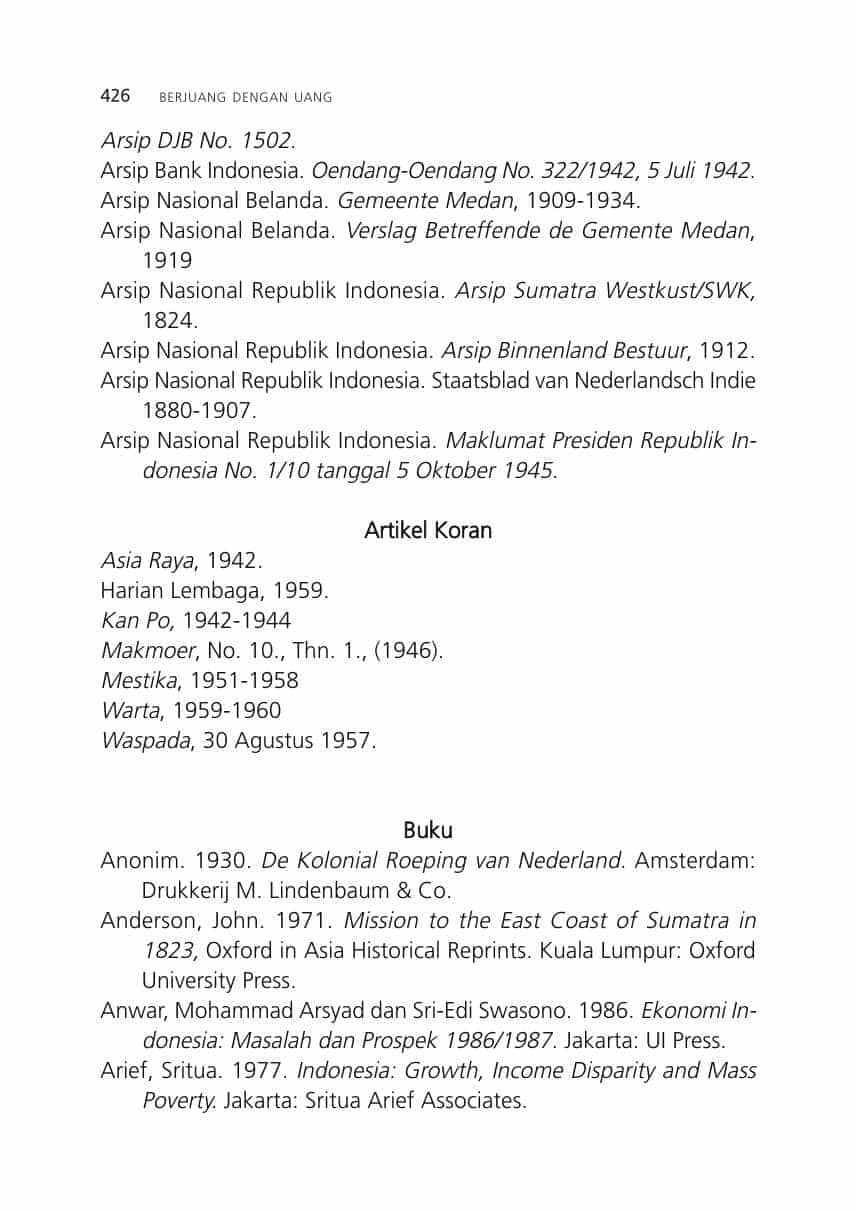 426 BERJUANG DENGAN UANG
Arsip DJB No. 1502.
Arsip Bank Indonesia. Oendang-Oendang No. 322/1942, 5 Juli 1942.
Arsip Nasional Belanda. Gemeente Medan, 1909-1934.
Arsip Nasional Belanda. Verslag Betreffende de Gemente Medan,
1919
Arsip Nasional Republik Indonesia. Arsip Sumatra Westkust/SWK,
1824.
Arsip Nasional Republik Indonesia. Arsip Binnenland Bestuur, 1912.
Arsip Nasional Republik Indonesia. Staatsblad van Nederlandsch Indie
1880-1907.
Arsip Nasional Republik Indonesia. Maklumat Presiden Republik In-
donesia No. 1/10 tanggal 5 Oktober 1945.
Artikel Koran
Asia Raya, 1942.
Harian Lembaga, 1959.
Kan Po, 1942-1944
Makmoer, No. 10., Thn. 1., (1946).
Mestika, 1951-1958
Warta, 1959-1960
Waspada, 30 Agustus 1957.
Buku
Anonim. 1930. De Kolonial Roeping van Nederland. Amsterdam:
Drukkerij M. Lindenbaum & Co.
Anderson, John. 1971. Mission to the East Coast of Sumatra in
1823, Oxford in Asia Historical Reprints. Kuala Lumpur: Oxford
University Press.
Anwar, Mohammad Arsyad dan Sri-Edi Swasono. 1986. Ekonomi In-
donesia: Masalah dan Prospek 1986/1987. Jakarta: UI Press.
Arief, Sritua. 1977. Indonesia: Growth, Income Disparity and Mass
Poverty. Jakarta: Sritua Arief Associates.